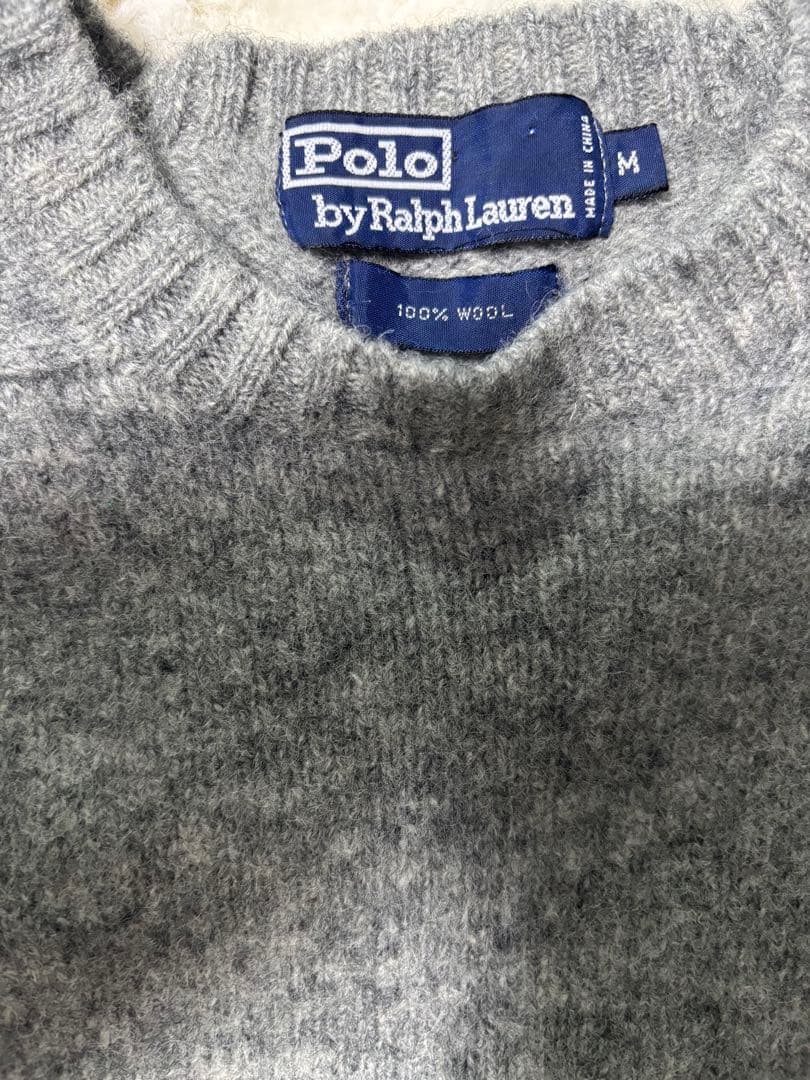 Polo
by Ralph Lauren
MADE IN CHINA
M
100% WOOL